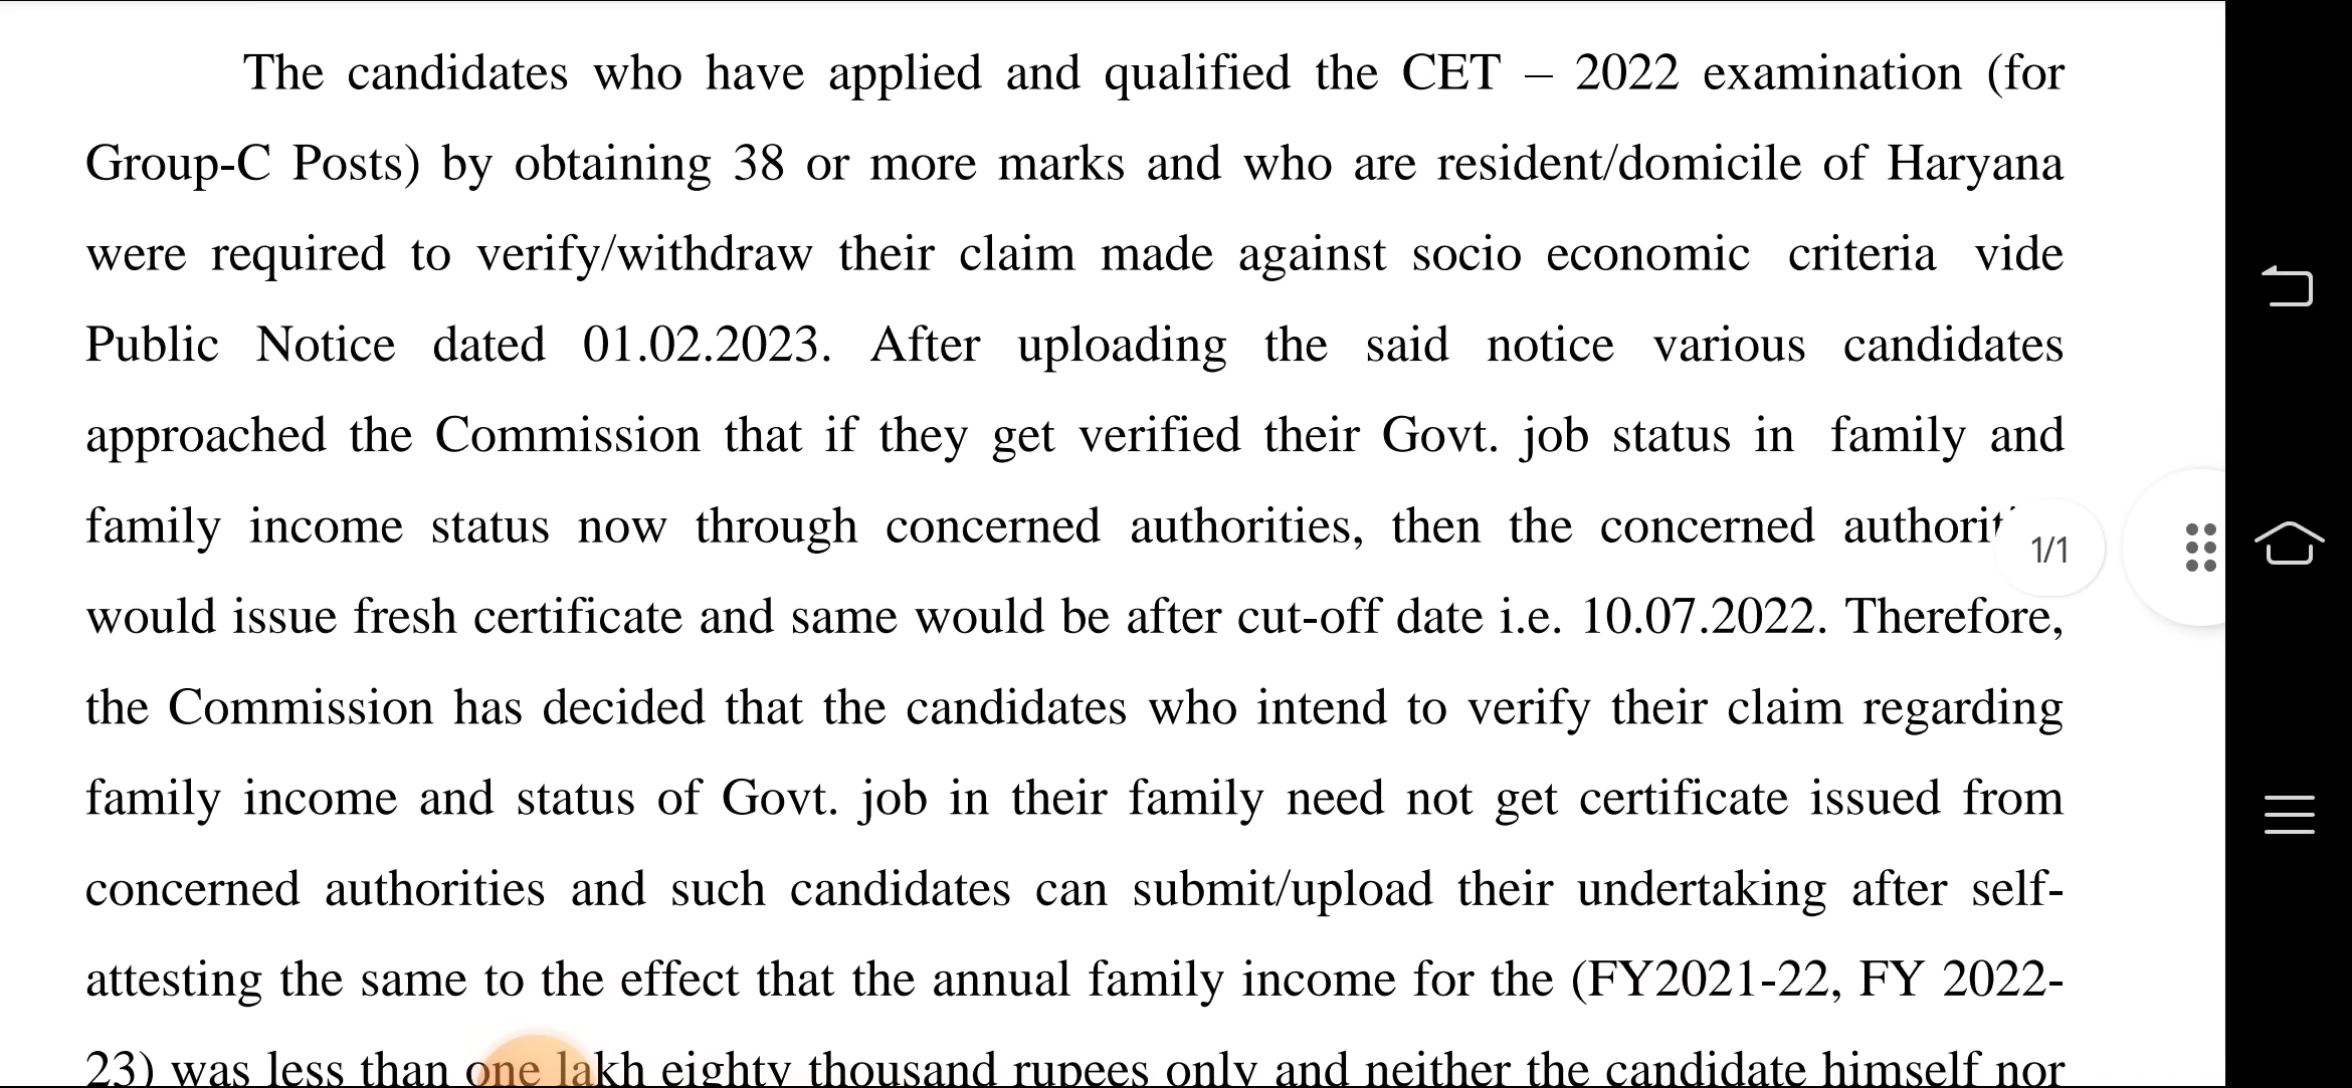 The candidates who have applied and qualified the CET – 2022 examination (for
Group-C Posts) by obtaining 38 or more marks and who are resident/domicile of Haryana
were required to verify/withdraw their claim made against socio economic criteria vide
Public Notice dated 01.02.2023. After uploading the said notice various candidates
approached the Commission that if they get verified their Govt. job status in family and
family income status now through concerned authorities, then the concerned
1/1
would issue fresh certificate and same would be after cut-off date i.e. 10.07.2022. Therefore,
the Commission has decided that the candidates who intend to verify their claim regarding
family income and status of Govt. job in their family need not get certificate issued from
concerned authorities and such candidates can submit/upload their undertaking after self-
attesting the same to the effect that the annual family income for the (FY2021-22, FY 2022-
23) was less than one lakh eighty thousand rupees only and neither the candidate himself nor